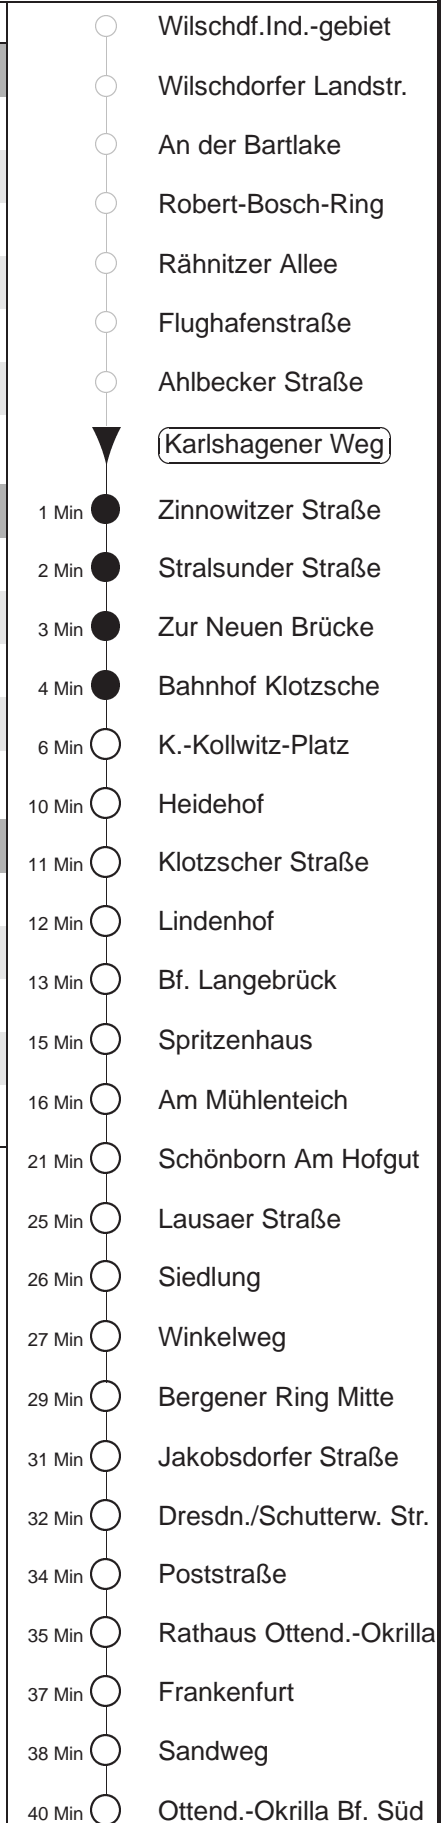 Wilschdf.Ind.-gebiet
Wilschdorfer Landstr.
An der Bartlake
Robert-Bosch-Ring
Rähnitzer Allee
Flughafenstraße
Ahlbecker Straße
Karlshagener Weg
1 Min Zinnowitzer Straße
2 Min Stralsunder Straße
3 Min Zur Neuen Brücke
4 Min Bahnhof Klotzsche
6 Min K.-Kollwitz-Platz
10 Min Heidehof
11 Min Klotzscher Straße
12 Min Lindenhof
13 Min Bf. Langebrück
15 Min Spritzenhaus
16 Min Am Mühlenteich
21 Min Schönborn Am Hofgut
25 Min Lausaer Straße
26 Min Siedlung
27 Min Winkelweg
29 Min Bergener Ring Mitte
31 Min Jakobsdorfer Straße
32 Min Dresdn./Schutterw. Str.
34 Min Poststraße
35 Min Rathaus Ottend.-Okrilla
37 Min Frankenfurt
38 Min Sandweg
40 Min Ottend.-Okrilla Bf. Süd